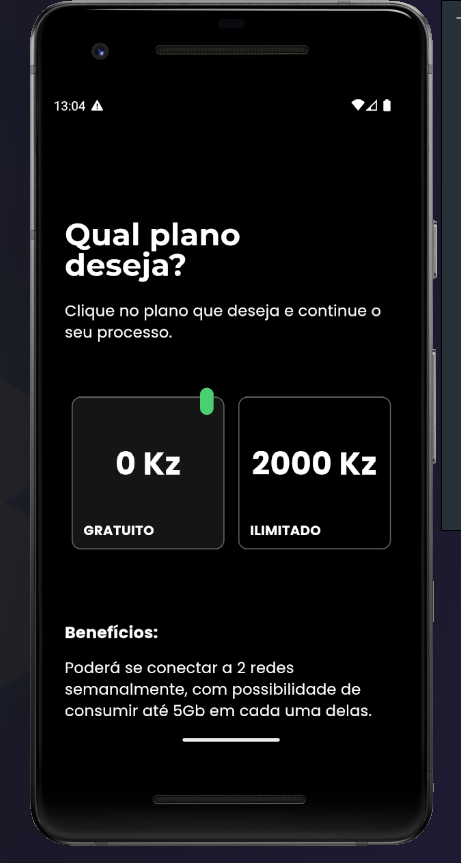 13:04
Qual plano
deseja?
Clique no plano que deseja e continue o
seu processo.
0 Kz
2000 Kz
GRATUITO
ILIMITADO
Benefícios:
Poderá se conectar a 2 redes
semanalmente, com possibilidade de
consumir até 5Gb em cada uma delas.